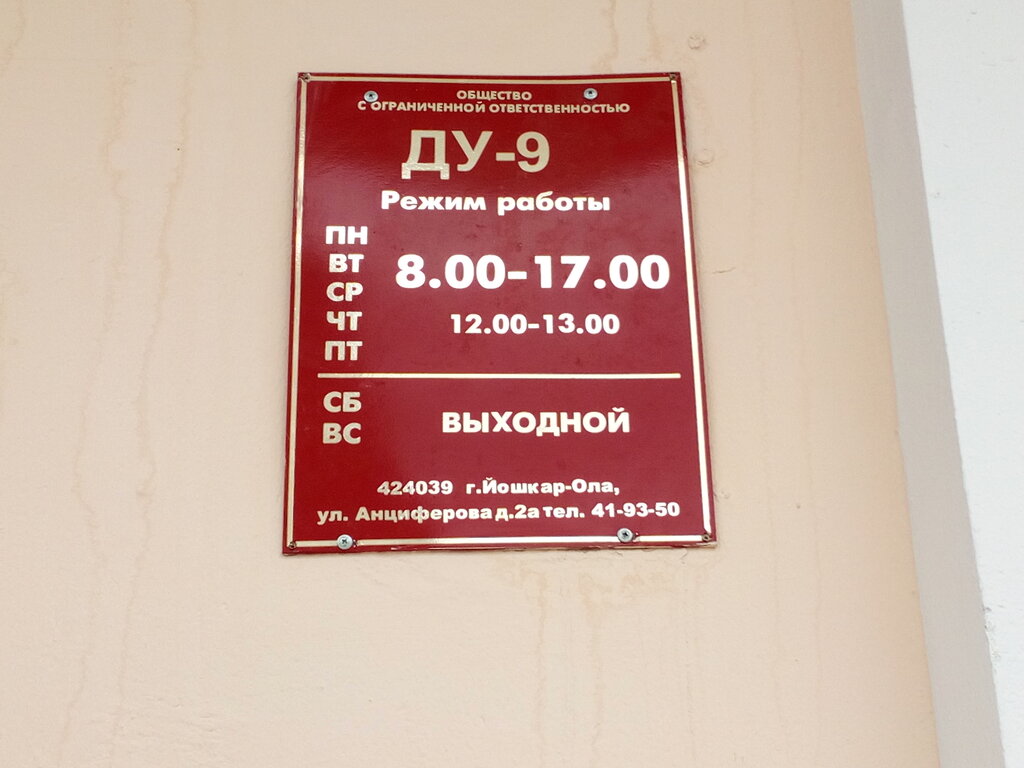 ОБЩЕСТВО
С ОГРАНИЧЕННОЙ ОТВЕТСТВЕННОСТЬЮ
ДУ-9
Режим работы
ПН
ВТ
СР
ЧТ
ПТ
8.00-17.00
12.00-13.00
СБ
ВС
ВЫХОДНОЙ
424039 г.Йошкар-Ола,
ул. Анциферова д.2а тел. 41-93-50